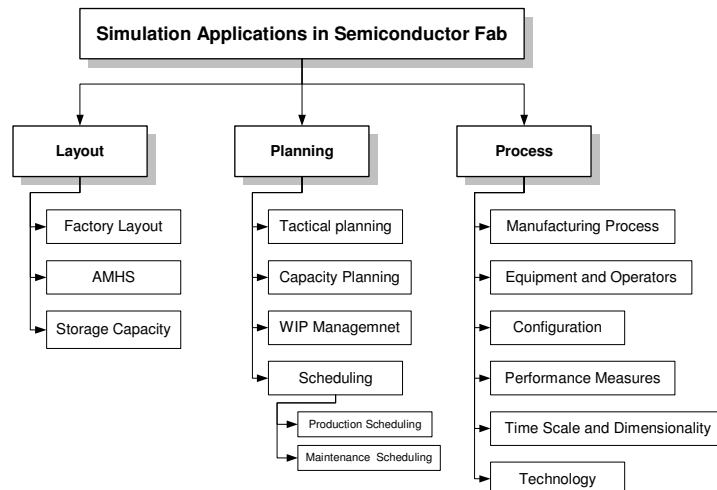 Simulation Applications in Semiconductor Fab
Layout
Planning
Process
Factory Layout
AMHS
Storage Capacity
Tactical planning
Capacity Planning
WIP Managemnet
Scheduling
Production Scheduling
Maintenance Scheduling
Manufacturing Process
Equipment and Operators
Configuration
Performance Measures
Time Scale and Dimensionality
Technology